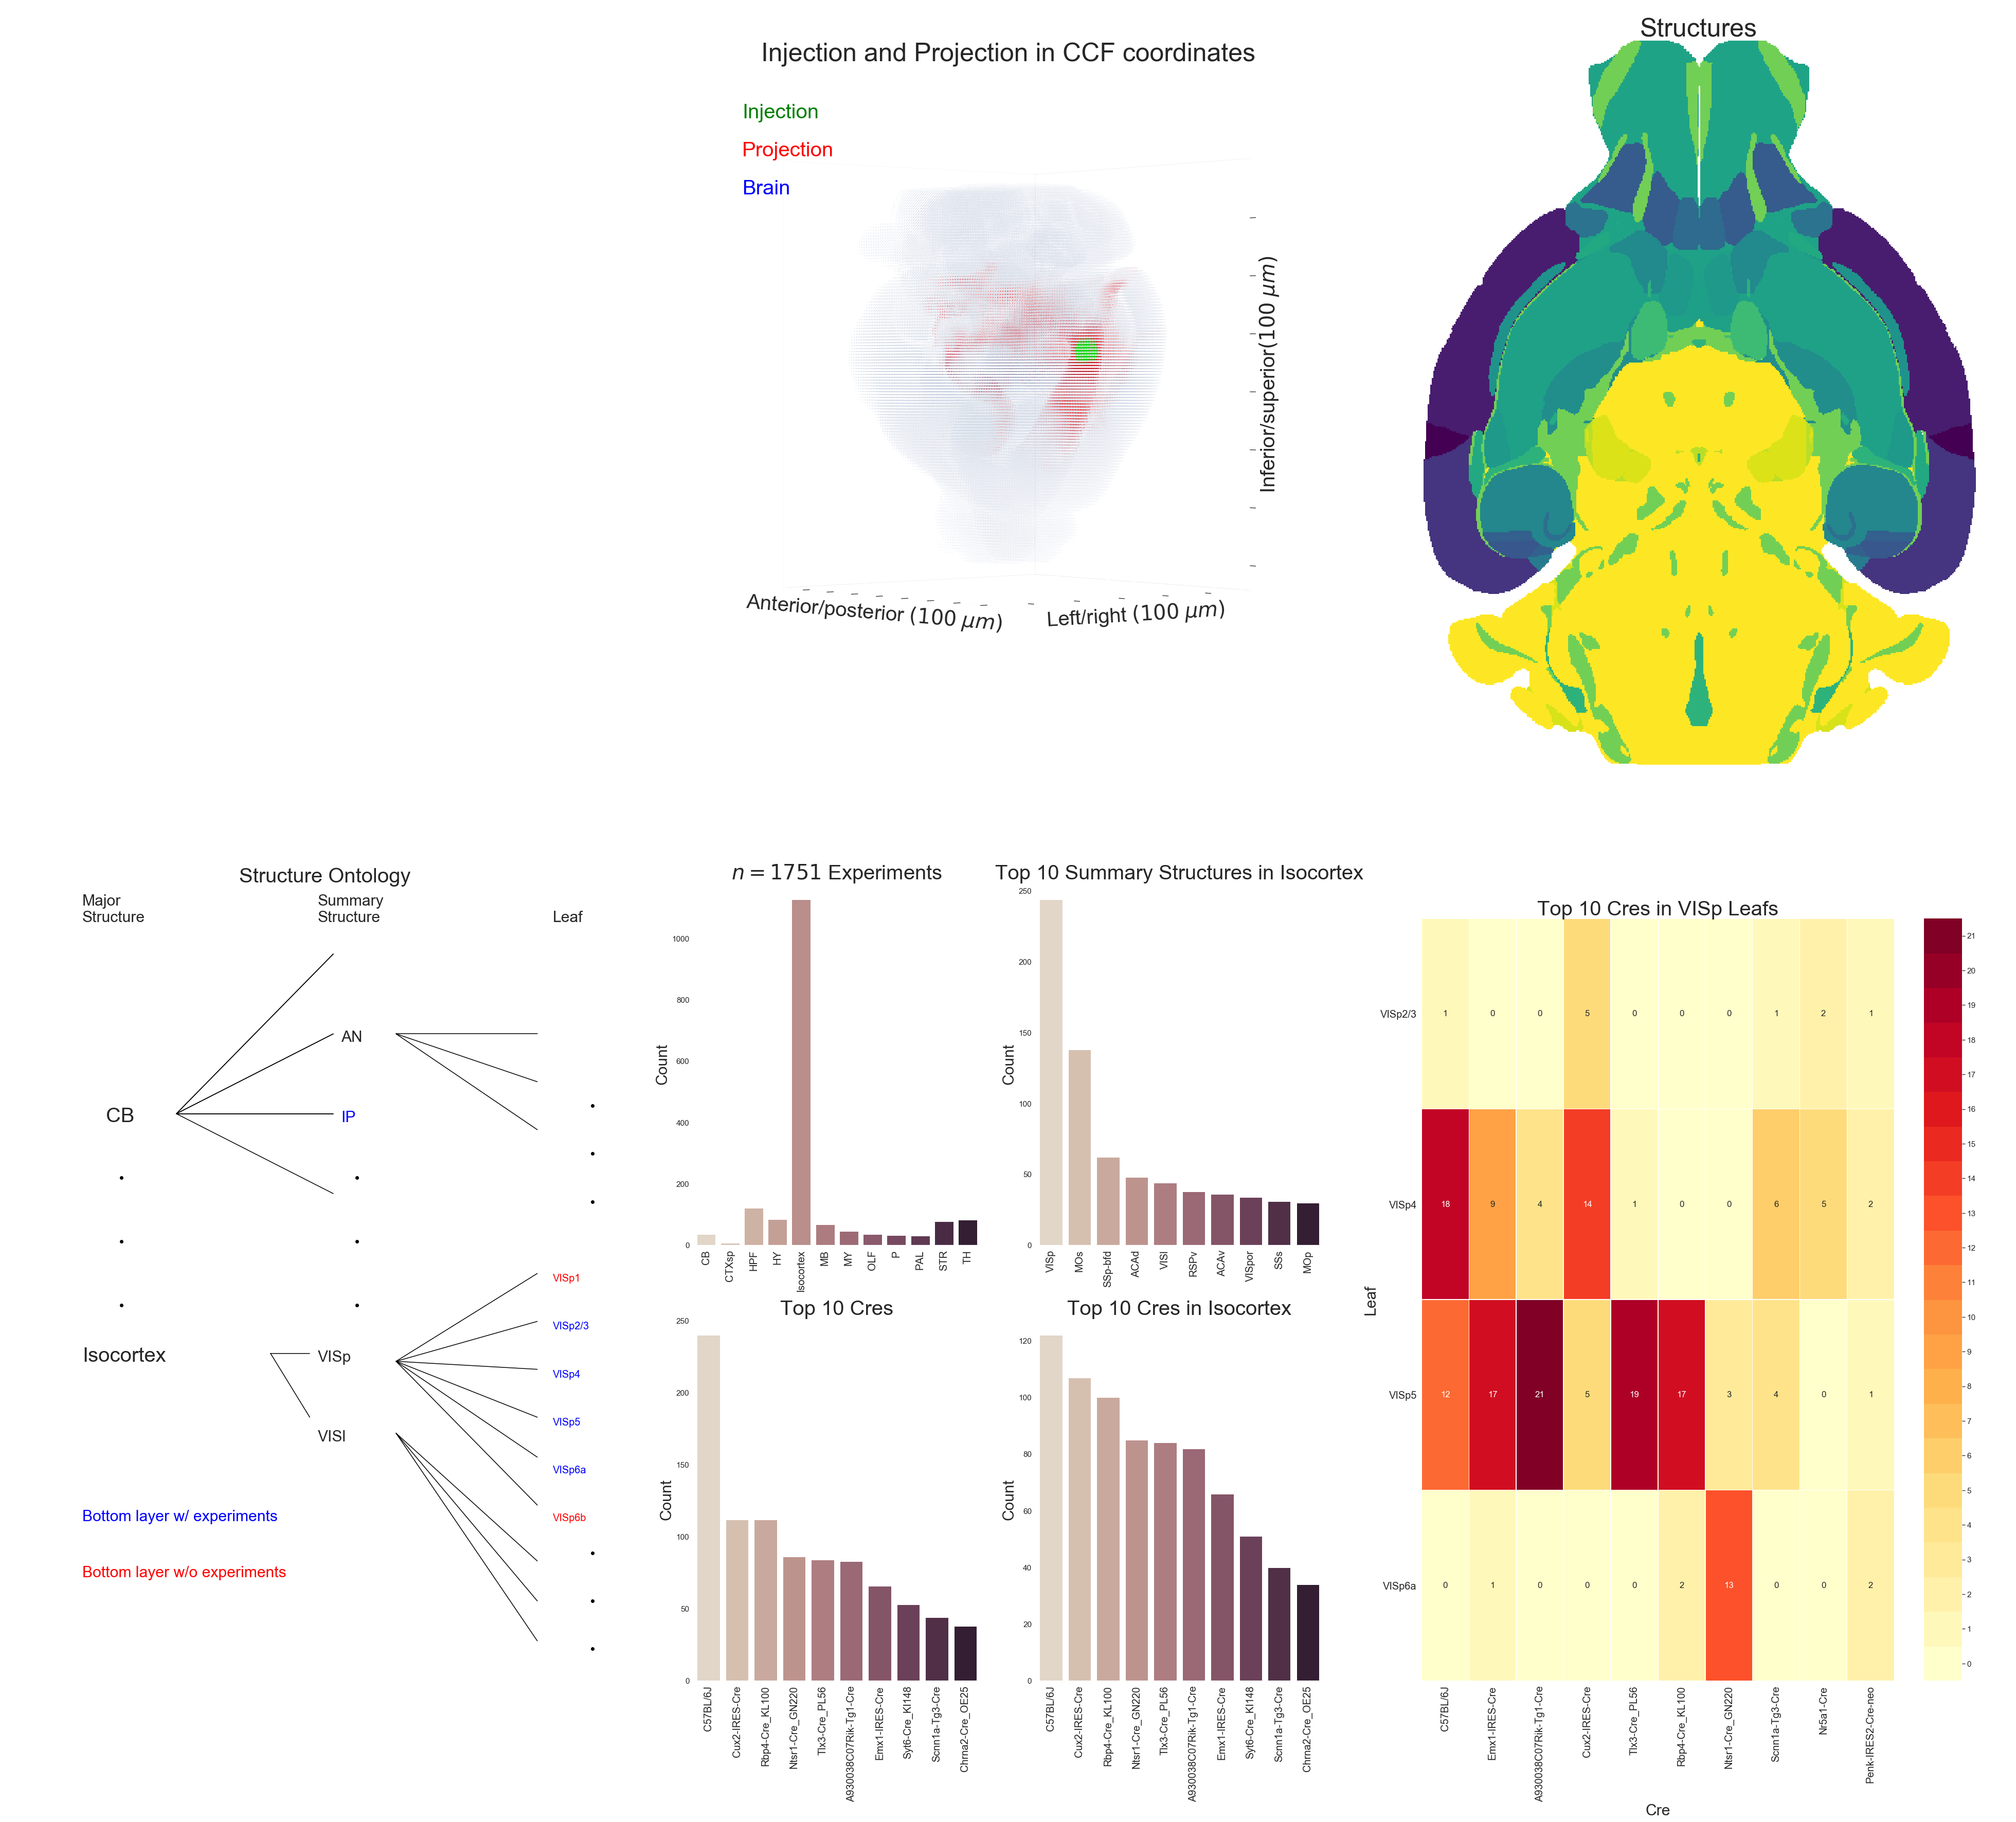 Structures
Injection and Projection in CCF coordinates
Injection
Projection
Brain
Inferior/superior(100 μm)
Anterior/posterior (100 μm)
Left/right (100 μm)
Structure Ontology
Major
Structure
Summary
Structure
Leaf
AN
CB
IP
VISp1
VISp2/3
Isocortex
VISp
VISp4
VISp5
VISl
VISp6a
Bottom layer w/ experiments
VISp6b
Bottom layer w/o experiments
n = 1751 Experiments
Count
1000
800
600
400
200
0
CB
CTXsp
HPF
HY
Isocortex
MB
MY
OLF
P
PAL
STR
TH
Top 10 Summary Structures in Isocortex
Count
250
200
150
100
50
0
VISp
MOs
SSp-bfd
ACAd
VISl
RSPv
ACAv
VISpor
SSs
MOp
Top 10 Cres
Count
250
200
150
100
50
0
C57BL/6J
Cux2-IRES-Cre
Rbp4-Cre_KL100
Ntsr1-Cre_GN220
Tlx3-Cre_PL56
A930038C07Rik-Tg1-Cre
Emx1-IRES-Cre
Syt6-Cre_KI148
Scnn1a-Tg3-Cre
Chrna2-Cre_OE25
Top 10 Cres in Isocortex
Count
120
100
80
60
40
20
0
C57BL/6J
Cux2-IRES-Cre
Rbp4-Cre_KL100
Ntsr1-Cre_GN220
Tlx3-Cre_PL56
A930038C07Rik-Tg1-Cre
Emx1-IRES-Cre
Syt6-Cre_KI148
Scnn1a-Tg3-Cre
Chrna2-Cre_OE25
Top 10 Cres in VISp Leafs
Leaf
VISp2/3 1 0 0 5 0 0 0 1 2 1
VISp4 18 9 4 14 1 0 0 6 5 2
VISp5 12 17 21 5 19 17 3 4 0 1
VISp6a 0 1 0 0 0 2 13 0 0 2
C57BL/6J
Emx1-IRES-Cre
A930038C07Rik-Tg1-Cre
Cux2-IRES-Cre
Tlx3-Cre_PL56
Rbp4-Cre_KL100
Ntsr1-Cre_GN220
Scnn1a-Tg3-Cre
Nr5a1-Cre
Penk-IRES2-Cre-neo
Cre
21
20
19
18
17
16
15
14
13
12
11
10
9
8
7
6
5
4
3
2
1
0